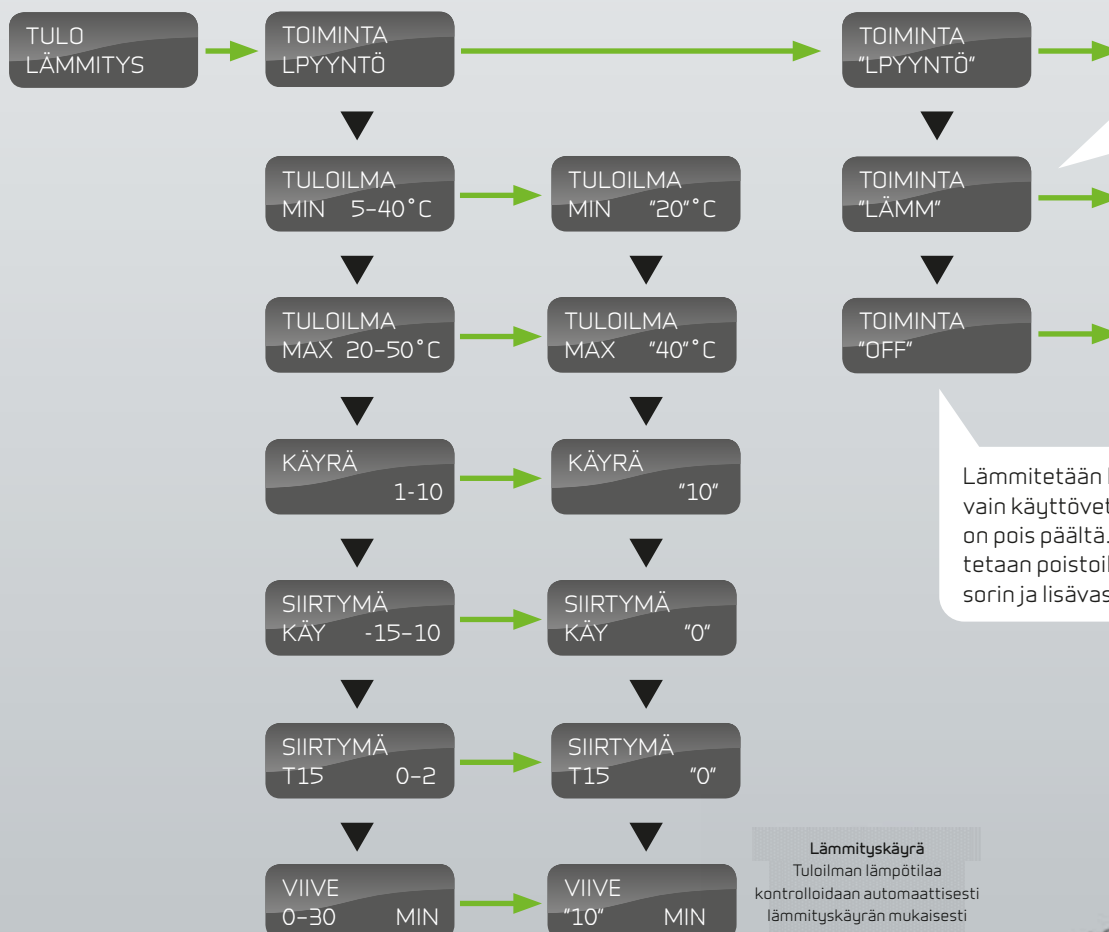 TULO
LÄMMITYS
TOIMINTA
LPYYNTÖ
TOIMINTA
"LPYYNTÖ"
TULOILMA
MIN 5–40°C
TULOILMA
MIN "20"°C
TOIMINTA
"LÄMM"
TULOILMA
MAX 20–50°C
TULOILMA
MAX "40"°C
TOIMINTA
"OFF"
KÄYRÄ
1-10
KÄYRÄ
"10"
Lämmitetään
vain käyttövet
on pois päältä.
tetaan poistoil
sorin ja lisävas
SIIRTYMÄ
KÄY -15–10
SIIRTYMÄ
KÄY "0"
SIIRTYMÄ
T15 0–2
SIIRTYMÄ
T15 "0"
VIIVE
0–30 MIN
VIIVE
"10" MIN
Lämmityskäyrä
Tuloilman lämpötilaa
kontrolloidaan automaattisesti
lämmityskäyrän mukaisesti